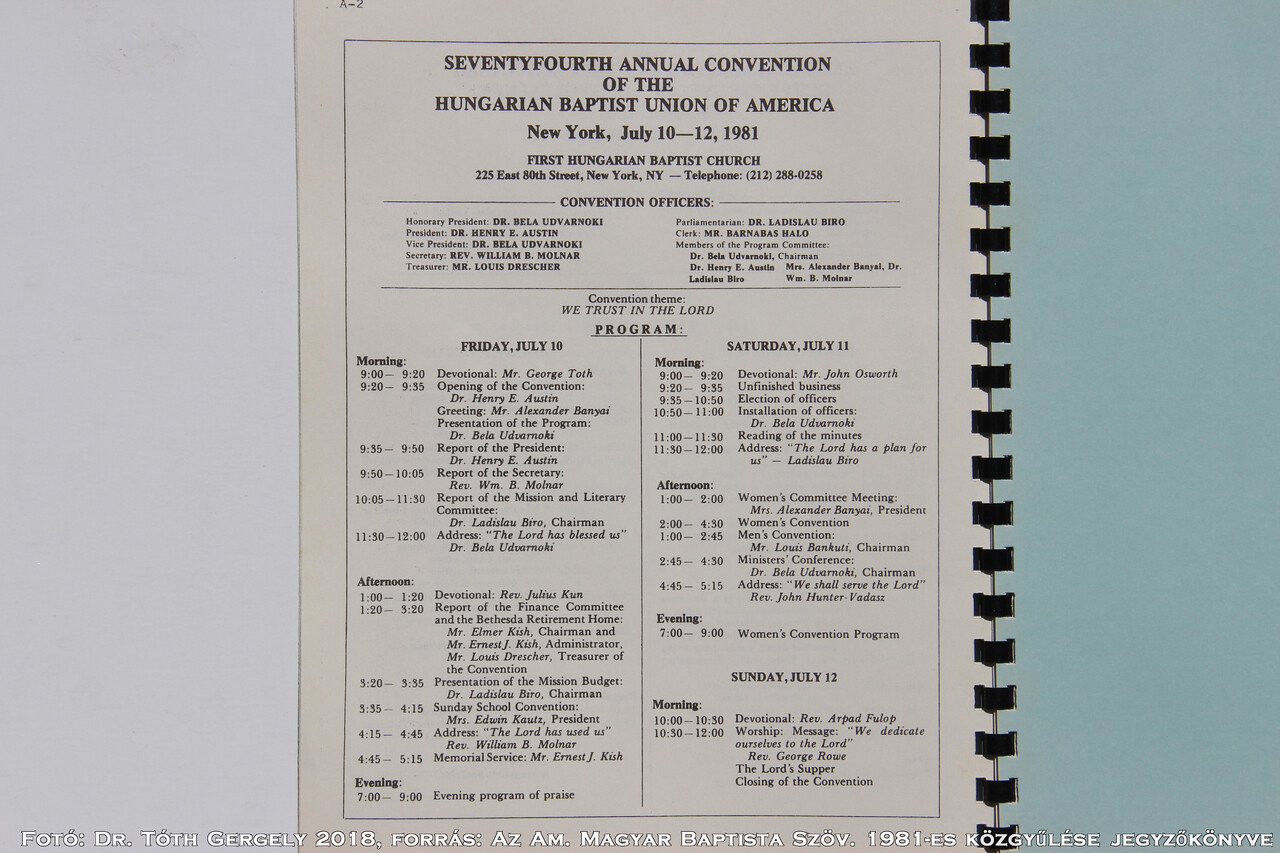 A-2
SEVENTYFOURTH ANNUAL CONVENTION
OF THE
HUNGARIAN BAPTIST UNION OF AMERICA
New York, July 10—12, 1981
FIRST HUNGARIAN BAPTIST CHURCH
225 East 80th Street, New York, NY — Telephone: (212) 288-0258
CONVENTION OFFICERS:
Honorary President: DR. BELA UDVARNOKI
President: DR. HENRY E. AUSTIN
Vice President: DR. BELA UDVARNOKI
Secretary: REV. WILLIAM B. MOLNAR
Treasurer: MR. LOUIS DRESCHER
Parliamentarian: DR. LADISLAU BIRO
Clerk: MR. BARNABAS HALO
Members of the Program Committee:
Dr. Bela Udvarnoki, Chairman
Dr. Henry E. Austin Mrs. Alexander Banyai, Dr.
Ladislau Biro Wm. B. Molnar
Convention theme:
WE TRUST IN THE LORD
PROGRAM:
FRIDAY, JULY 10
Morning:
9:00— 9:20 Devotional: Mr. George Toth
9:20— 9:35 Opening of the Convention:
Dr. Henry E. Austin
Greeting: Mr. Alexander Banyai
Presentation of the Program:
Dr. Bela Udvarnoki
9:35— 9:50 Report of the President:
Dr. Henry E. Austin
9:50—10:05 Report of the Secretary:
Rev. Wm. B. Molnar
10:05—11:30 Report of the Mission and Literary
Committee:
Dr. Ladislau Biro, Chairman
11:30—12:00 Address: "The Lord has blessed us"
Dr. Bela Udvarnoki
Afternoon:
1:00— 1:20 Devotional: Rev. Julius Kun
1:20— 3:20 Report of the Finance Committee
and the Bethesda Retirement Home:
Mr. Elmer Kish, Chairman and
Mr. Ernest J. Kish, Administrator,
Mr. Louis Drescher, Treasurer of
the Convention
3:20— 3:35 Presentation of the Mission Budget:
Dr. Ladislau Biro, Chairman
3:35— 4:15 Sunday School Convention:
Mrs. Edwin Kautz, President
4:15— 4:45 Address: "The Lord has used us"
Rev. William B. Molnar
4:45— 5:15 Memorial Service: Mr. Ernest J. Kish
Evening:
7:00— 9:00 Evening program of praise
SATURDAY, JULY 11
Morning:
9:00— 9:20 Devotional: Mr. John Osworth
9:20— 9:35 Unfinished business
9:35—10:50 Election of officers
10:50—11:00 Installation of officers:
Dr. Bela Udvarnoki
11:00—11:30 Reading of the minutes
11:30—12:00 Address: "The Lord has a plan for
us" — Ladislau Biro
Afternoon:
1:00— 2:00 Women's Committee Meeting:
Mrs. Alexander Banyai, President
2:00— 4:30 Women's Convention
1:00— 2:45 Men's Convention:
Mr. Louis Bankuti, Chairman
2:45— 4:30 Ministers' Conference:
Dr. Bela Udvarnoki, Chairman
4:45— 5:15 Address: "We shall serve the Lord"
Rev. John Hunter-Vadasz
Evening:
7:00— 9:00 Women's Convention Program
SUNDAY, JULY 12
Morning:
10:00—10:30 Devotional: Rev. Arpad Fulop
10:30—12:00 Worship: Message: "We dedicate
ourselves to the Lord"
Rev. George Rowe
The Lord's Supper
Closing of the Convention
Fotó: Dr. Tóth Gergely 2018, forrás: Az Am. Magyar Baptista Szöv. 1981-es közgyűlése jegyzőkönyve